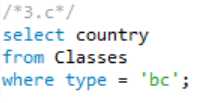 /*3.c*/
select country
from Classes
where type = 'bc';